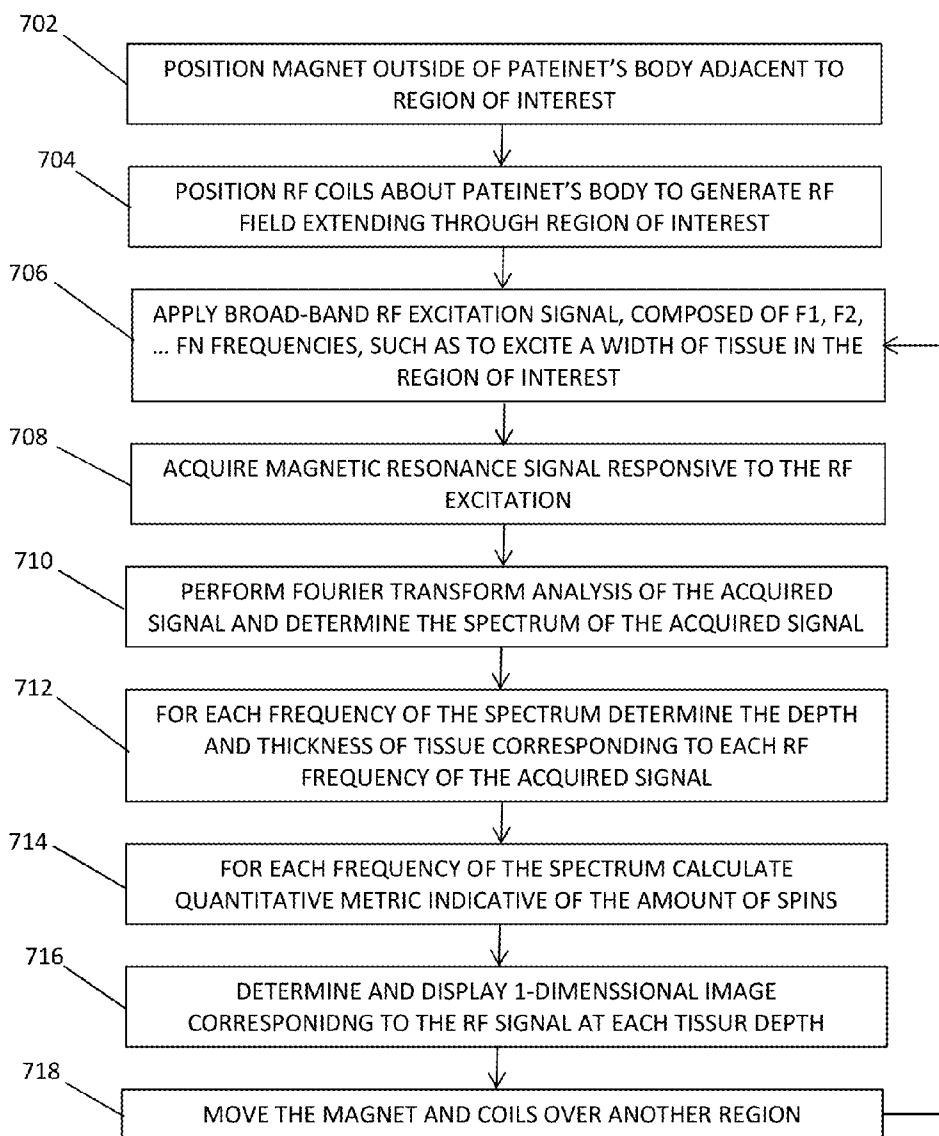 702
POSITION MAGNET OUTSIDE OF PATEINET'S BODY ADJACENT TO
REGION OF INTEREST
704
POSITION RF COILS ABOUT PATEINET'S BODY TO GENERATE RF
FIELD EXTENDING THROUGH REGION OF INTEREST
706
APPLY BROAD-BAND RF EXCITATION SIGNAL, COMPOSED OF F1, F2,
... FN FREQUENCIES, SUCH AS TO EXCITE A WIDTH OF TISSUE IN THE
REGION OF INTEREST
708
ACQUIRE MAGNETIC RESONANCE SIGNAL RESPONSIVE TO THE RF
EXCITATION
710
PERFORM FOURIER TRANSFORM ANALYSIS OF THE ACQUIRED
SIGNAL AND DETERMINE THE SPECTRUM OF THE ACQUIRED SIGNAL
712
FOR EACH FREQUENCY OF THE SPECTRUM DETERMINE THE DEPTH
AND THICKNESS OF TISSUE CORRESPONDING TO EACH RF
FREQUENCY OF THE ACQUIRED SIGNAL
714
FOR EACH FREQUENCY OF THE SPECTRUM CALCULATE
QUANTITATIVE METRIC INDICATIVE OF THE AMOUNT OF SPINS
716
DETERMINE AND DISPLAY 1-DIMENSSIONAL IMAGE
CORRESPONIDNG TO THE RF SIGNAL AT EACH TISSUR DEPTH
718
MOVE THE MAGNET AND COILS OVER ANOTHER REGION